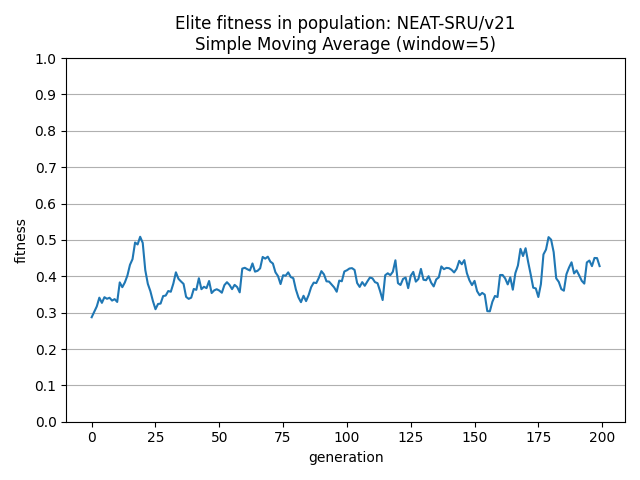 Elite fitness in population: NEAT-SRU/v21
Simple Moving Average (window=5)
1.0
0.9
0.8
0.7
0.6
0.5
0.4
0.3
0.2
0.1
0.0
fitness
0 25 50 75 100 125 150 175 200
generation